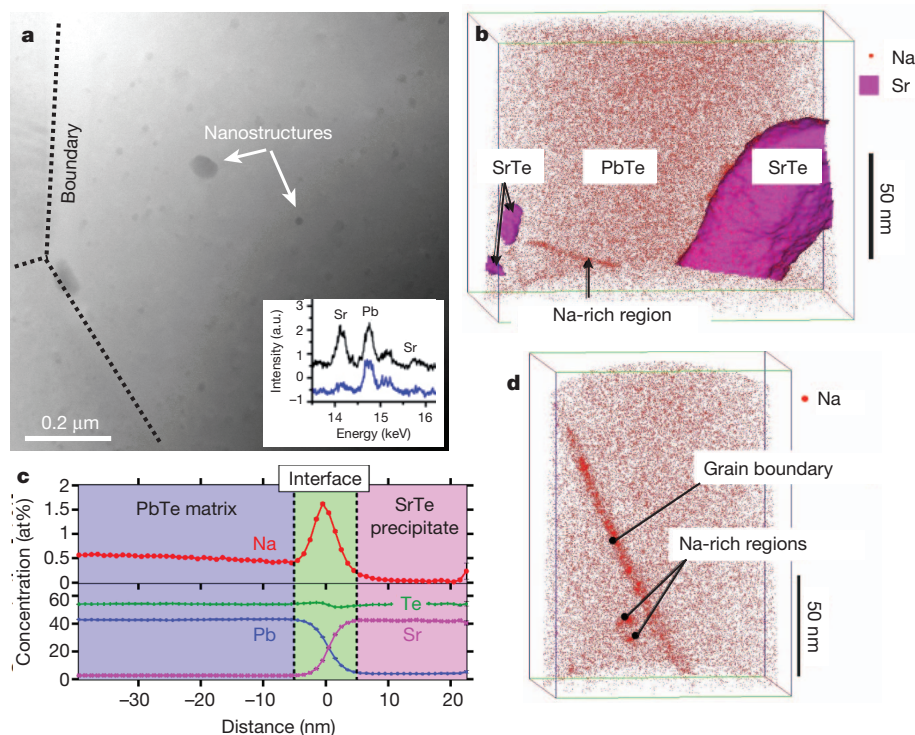 a
Boundary
Nanostructures
0.2 μm
Intensity (a.u.)
3
2
1
0
−1
Sr
Pb
Sr
14
15
16
Energy (keV)
b
Na
Sr
SrTe
PbTe
SrTe
Na-rich region
50 nm
c
Interface
Concentration (at%)
2
1.5
1
0.5
0
60
40
20
0
PbTe matrix
SrTe
precipitate
Na
Te
Pb
Sr
−30
−20
−10
0
10
20
Distance (nm)
d
Na
Grain boundary
Na-rich regions
50 nm